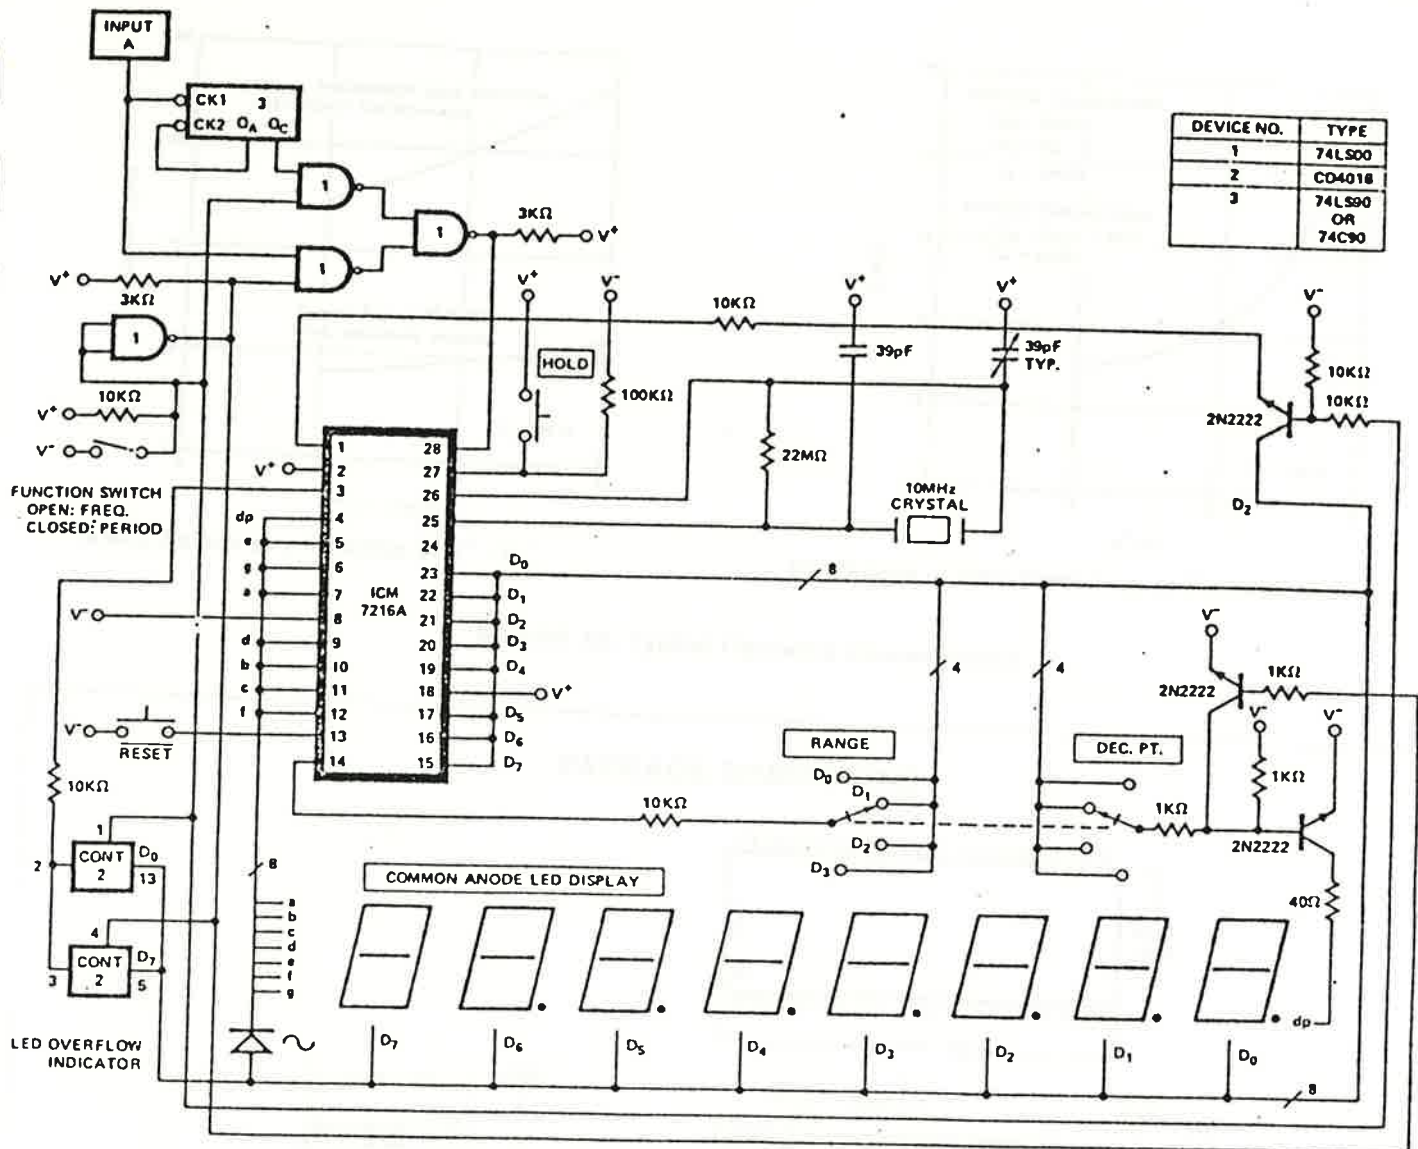 INPUT
A
CK1 3
CK2 QA QC
1
1
1
3KΩ
V+
DEVICE NO. TYPE
1 74LS00
2 CD4016
3 74LS90
OR
74C90
V+
3KΩ
1
10KΩ
V+
V-
FUNCTION SWITCH
OPEN: FREQ.
CLOSED: PERIOD
V+
V-
HOLD
100KΩ
10KΩ
V+
39pF
V+
39pF
TYP.
22MΩ
10MHz
CRYSTAL
V-
10KΩ
10KΩ
2N2222
D2
V+
ICM
7216A
1
2
3
4
5
6
7
8
9
10
11
12
13
14
28
27
26
25
24
23
22
21
20
19
18
17
16
15
dp
e
g
a
V-
d
b
c
f
V-
RESET
D0
D1
D2
D3
D4
V+
D5
D6
D7
8
4
4
RANGE
D0
D1
D2
D3
10KΩ
DEC. PT.
1KΩ
V-
2N2222
1KΩ
V-
1KΩ
V-
2N2222
40Ω
dp
10KΩ
1
CONT
2
2
D0
13
4
CONT
2
3
D7
5
8
a
b
c
d
e
f
g
COMMON ANODE LED DISPLAY
LED OVERFLOW
INDICATOR
D7
D6
D5
D4
D3
D2
D1
D0
8